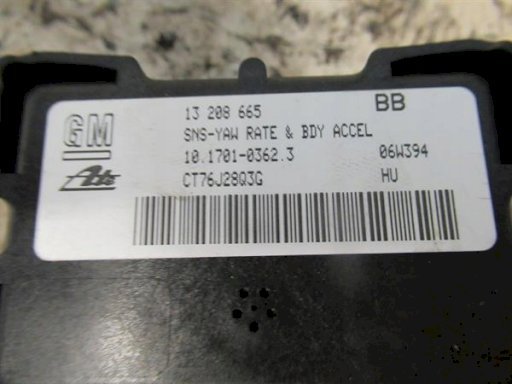 GM
13 208 665 BB
SNS-YAW RATE & BDY ACCEL
10.1701-0362.3 06W394
Ate CT76J28Q3G HU